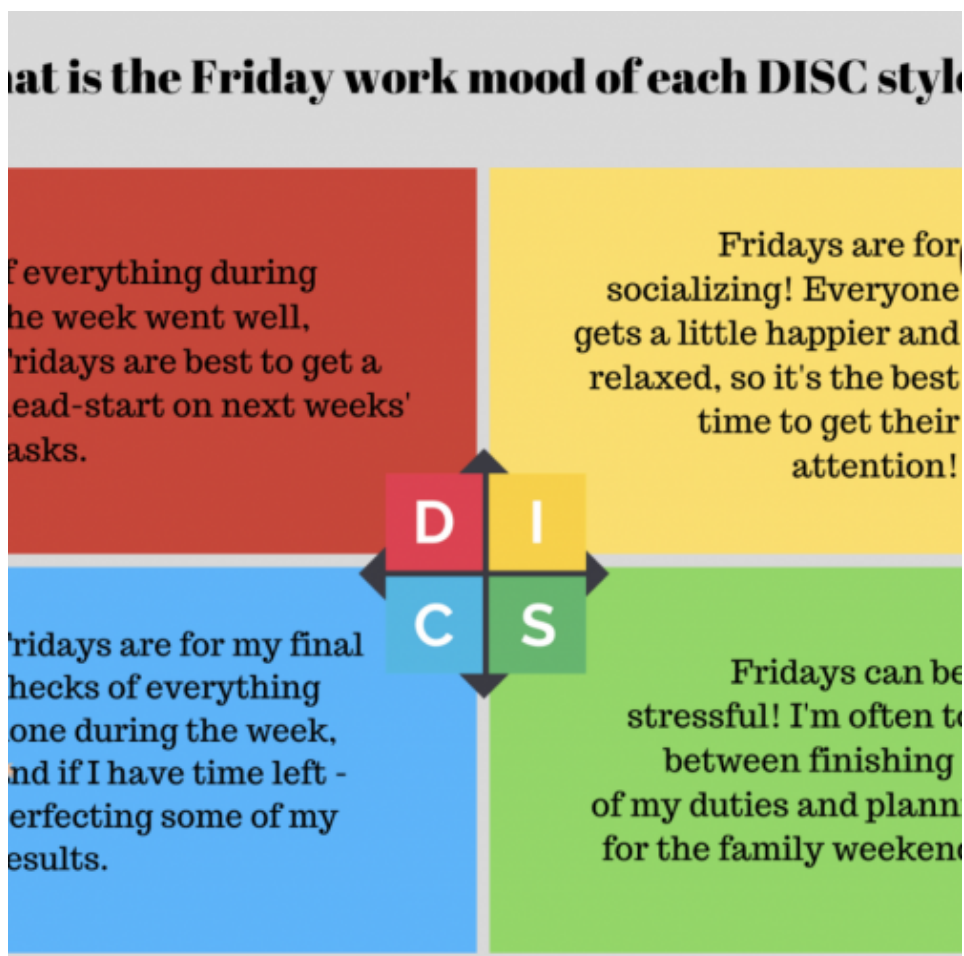 hat is the Friday work mood of each DISC style
f everything during
he week went well,
Fridays are best to get a
ead-start on next weeks'
asks.
Fridays are for
socializing! Everyone
gets a little happier and
relaxed, so it's the best
time to get their
attention!
D I
C S
Fridays are for my final
hecks of everything
one during the week,
and if I have time left -
erfecting some of my
esults.
Fridays can be
stressful! I'm often to
between finishing
of my duties and plann
for the family weekend